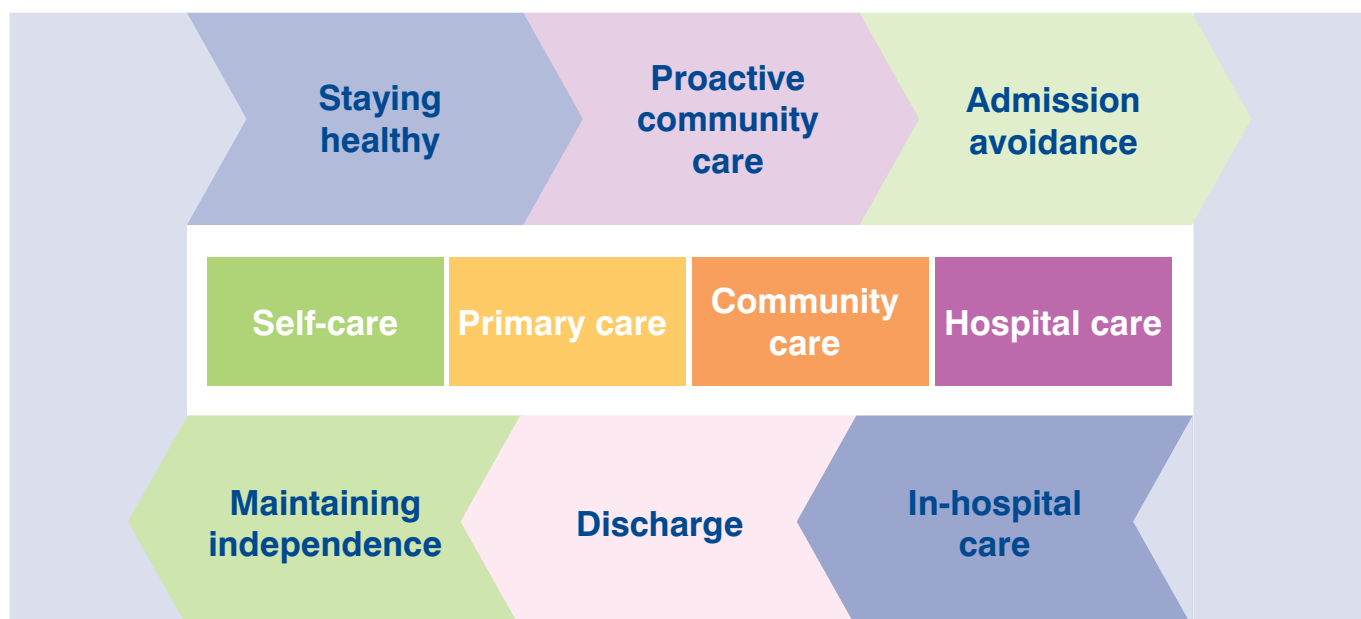 Staying
healthy
Proactive
community
care
Admission
avoidance
Self-care
Primary care
Community
care
Hospital care
Maintaining
independence
Discharge
In-hospital
care